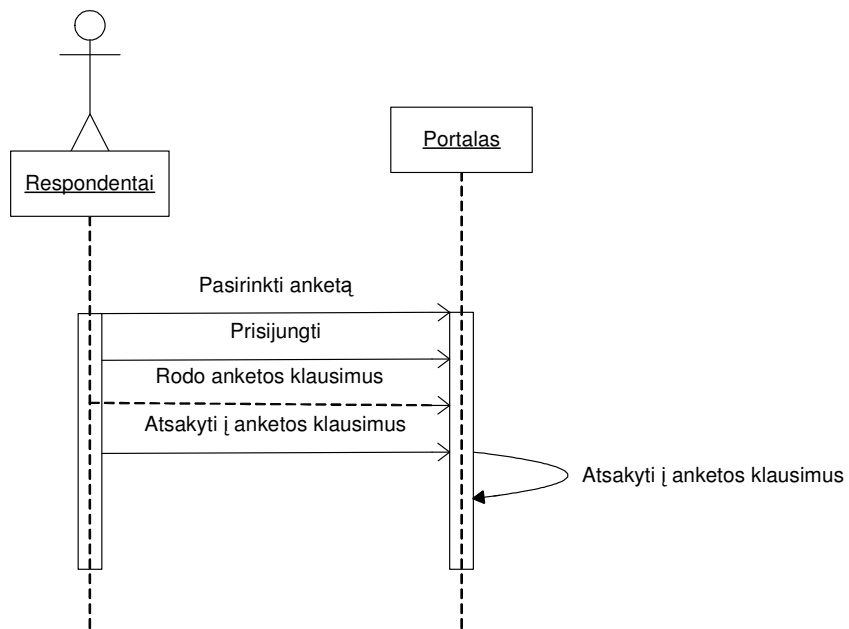 Portalas
Respondentai
Pasirinkti anketą
Prisijungti
Rodo anketos klausimus
Atsakyti į anketos klausimus
Atsakyti į anketos klausimus